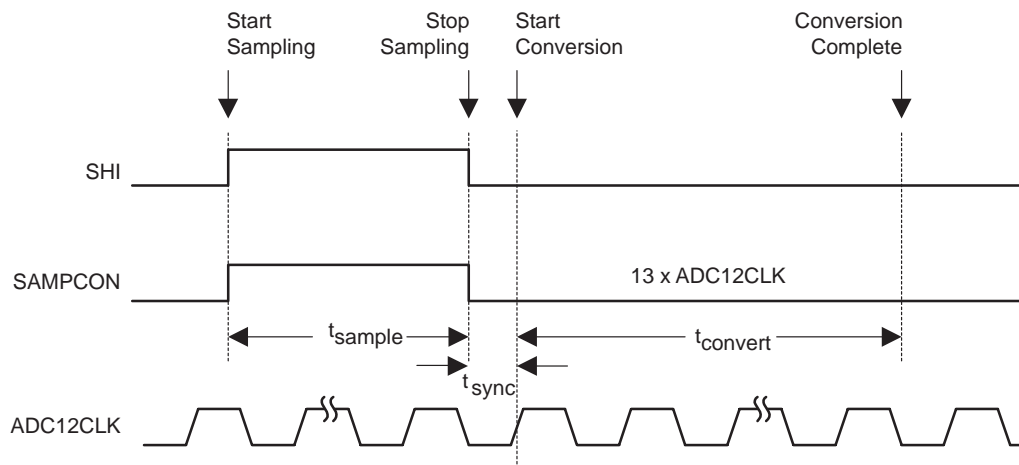 Start
Sampling
Stop
Sampling
Start
Conversion
Conversion
Complete
SHI
SAMPCON
13 x ADC12CLK
tsample
tconvert
tsync
ADC12CLK